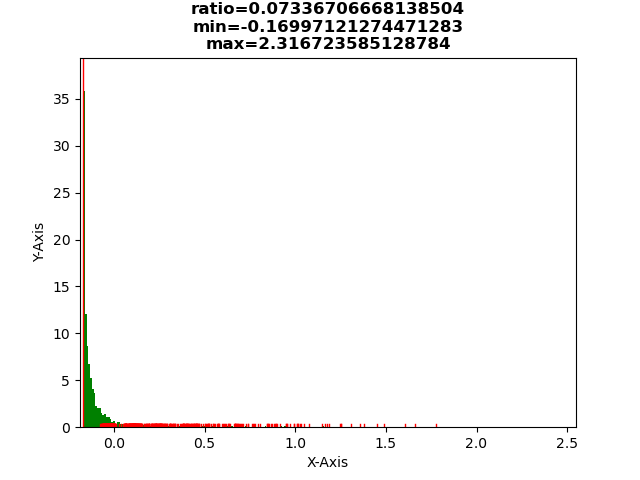 ratio=0.07336706668138504
min=-0.16997121274471283
max=2.316723585128784
35
30
25
20
15
10
5
0
Y-Axis
0.0 0.5 1.0 1.5 2.0 2.5
X-Axis